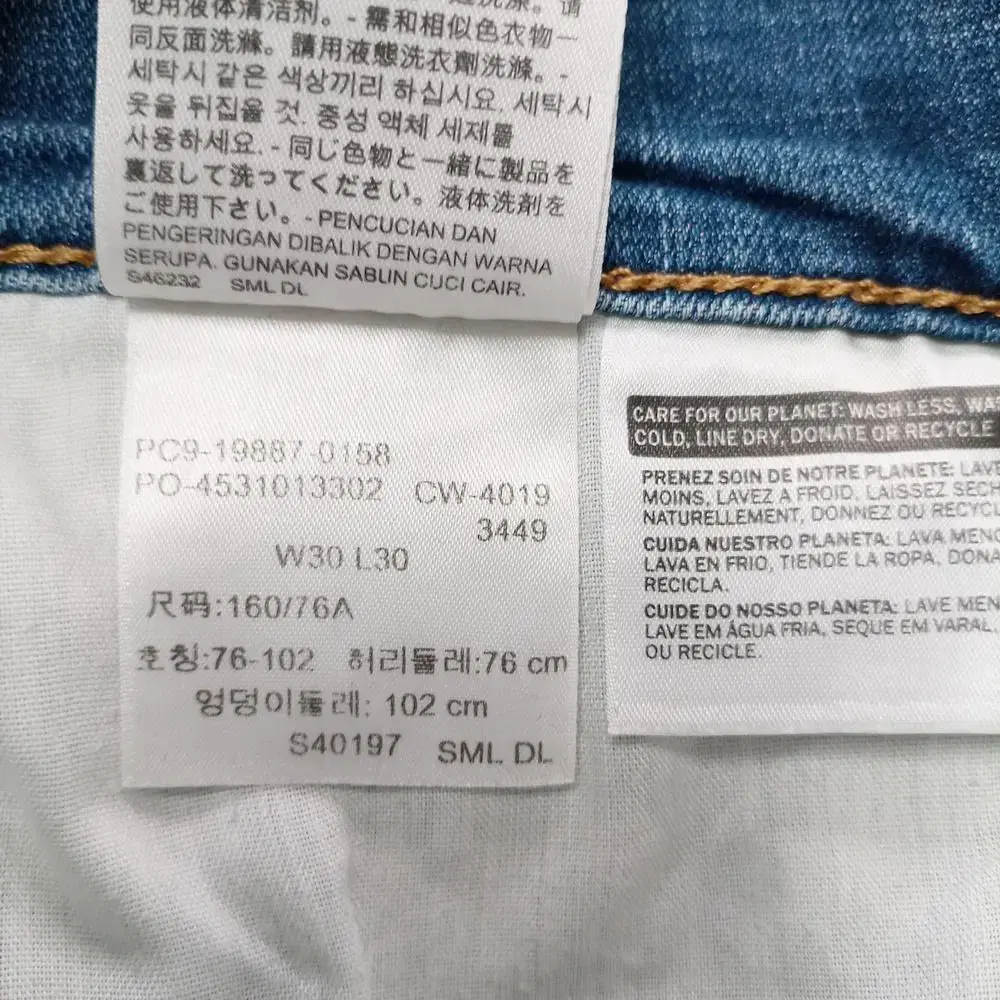 使用液体清洁剂。- 需和相似色衣物一
同反面洗滌。請用液態洗衣劑洗滌。-
세탁시 같은 색상끼리 하십시요. 세탁시
옷을 뒤집을 것. 중성 액체 세제를
사용하세요. - 同じ色物と一緒に製品を
裏返して洗ってください。液体洗剤を
ご使用下さい。- PENCUCIAN DAN
PENGERINGAN DIBALIK DENGAN WARNA
SERUPA. GUNAKAN SABUN CUCI CAIR.
S46232 SML DL
PC9-19887-0158
PO-4531013302 CW-4019
3449
W30 L30
尺码:160/76A
호칭:76-102 허리둘레:76 cm
엉덩이둘레: 102 cm
S40197 SML DL
CARE FOR OUR PLANET: WASH LESS, WA
COLD, LINE DRY, DONATE OR RECYCLE
PRENEZ SOIN DE NOTRE PLANETE: LAVE
MOINS, LAVEZ A FROID, LAISSEZ SECH
NATURELLEMENT, DONNEZ OU RECYCL
CUIDA NUESTRO PLANETA: LAVA MENO
LAVA EN FRIO, TIENDE LA ROPA, DONA
RECICLA.
CUIDE DO NOSSO PLANETA: LAVE MEN
LAVE EM ÁGUA FRIA, SEQUE EM VARAL,
OU RECICLE.